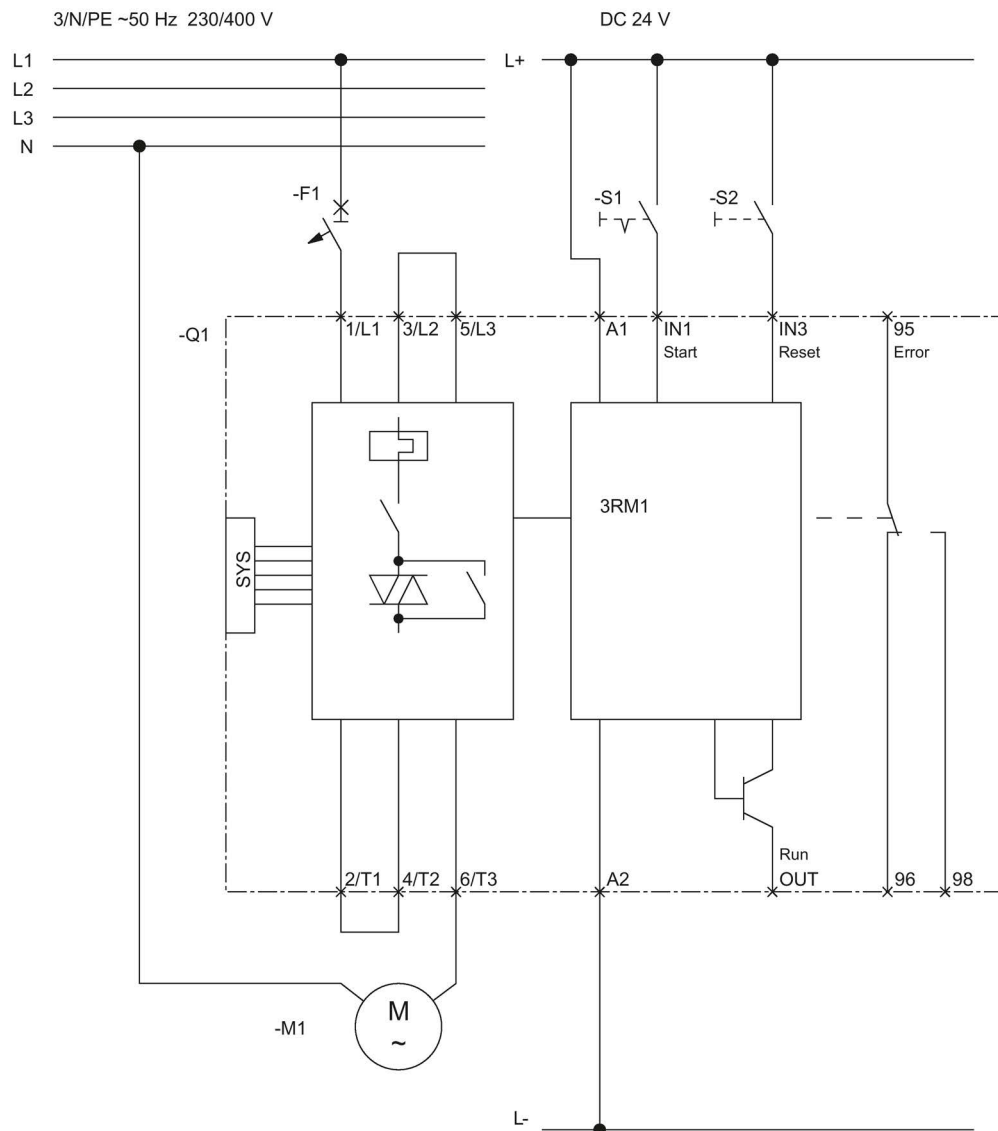 3/N/PE ~50 Hz 230/400 V
DC 24 V
L1
L+
L2
L3
N
-F1
-S1
-S2
-Q1
1/L1
3/L2
5/L3
A1
IN1
IN3
95
Start
Reset
Error
3RM1
SYS
Run
2/T1
4/T2
6/T3
A2
OUT
96
98
M
~
-M1
L-